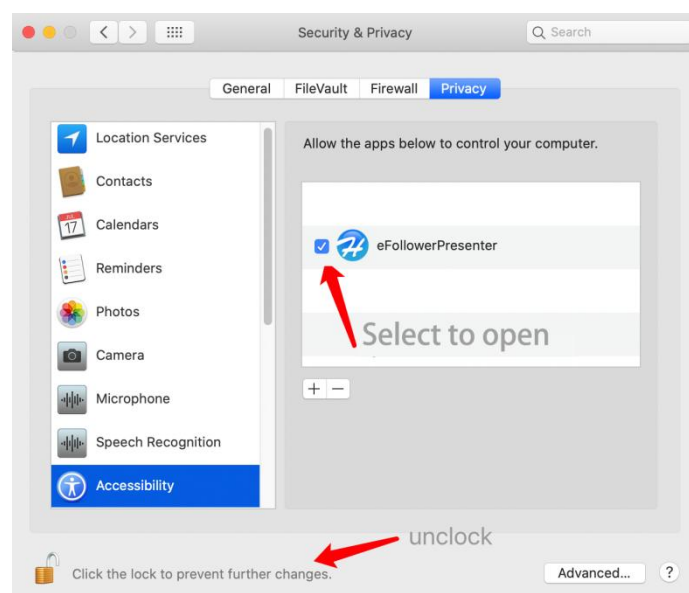 Security & Privacy
Search
General FileVault Firewall Privacy
Location Services
Contacts
JUL
17
Calendars
Reminders
Photos
Camera
Microphone
Speech Recognition
Accessibility
Allow the apps below to control your computer.
eFollowerPresenter
Select to open
+ −
unclock
Click the lock to prevent further changes.
Advanced... ?